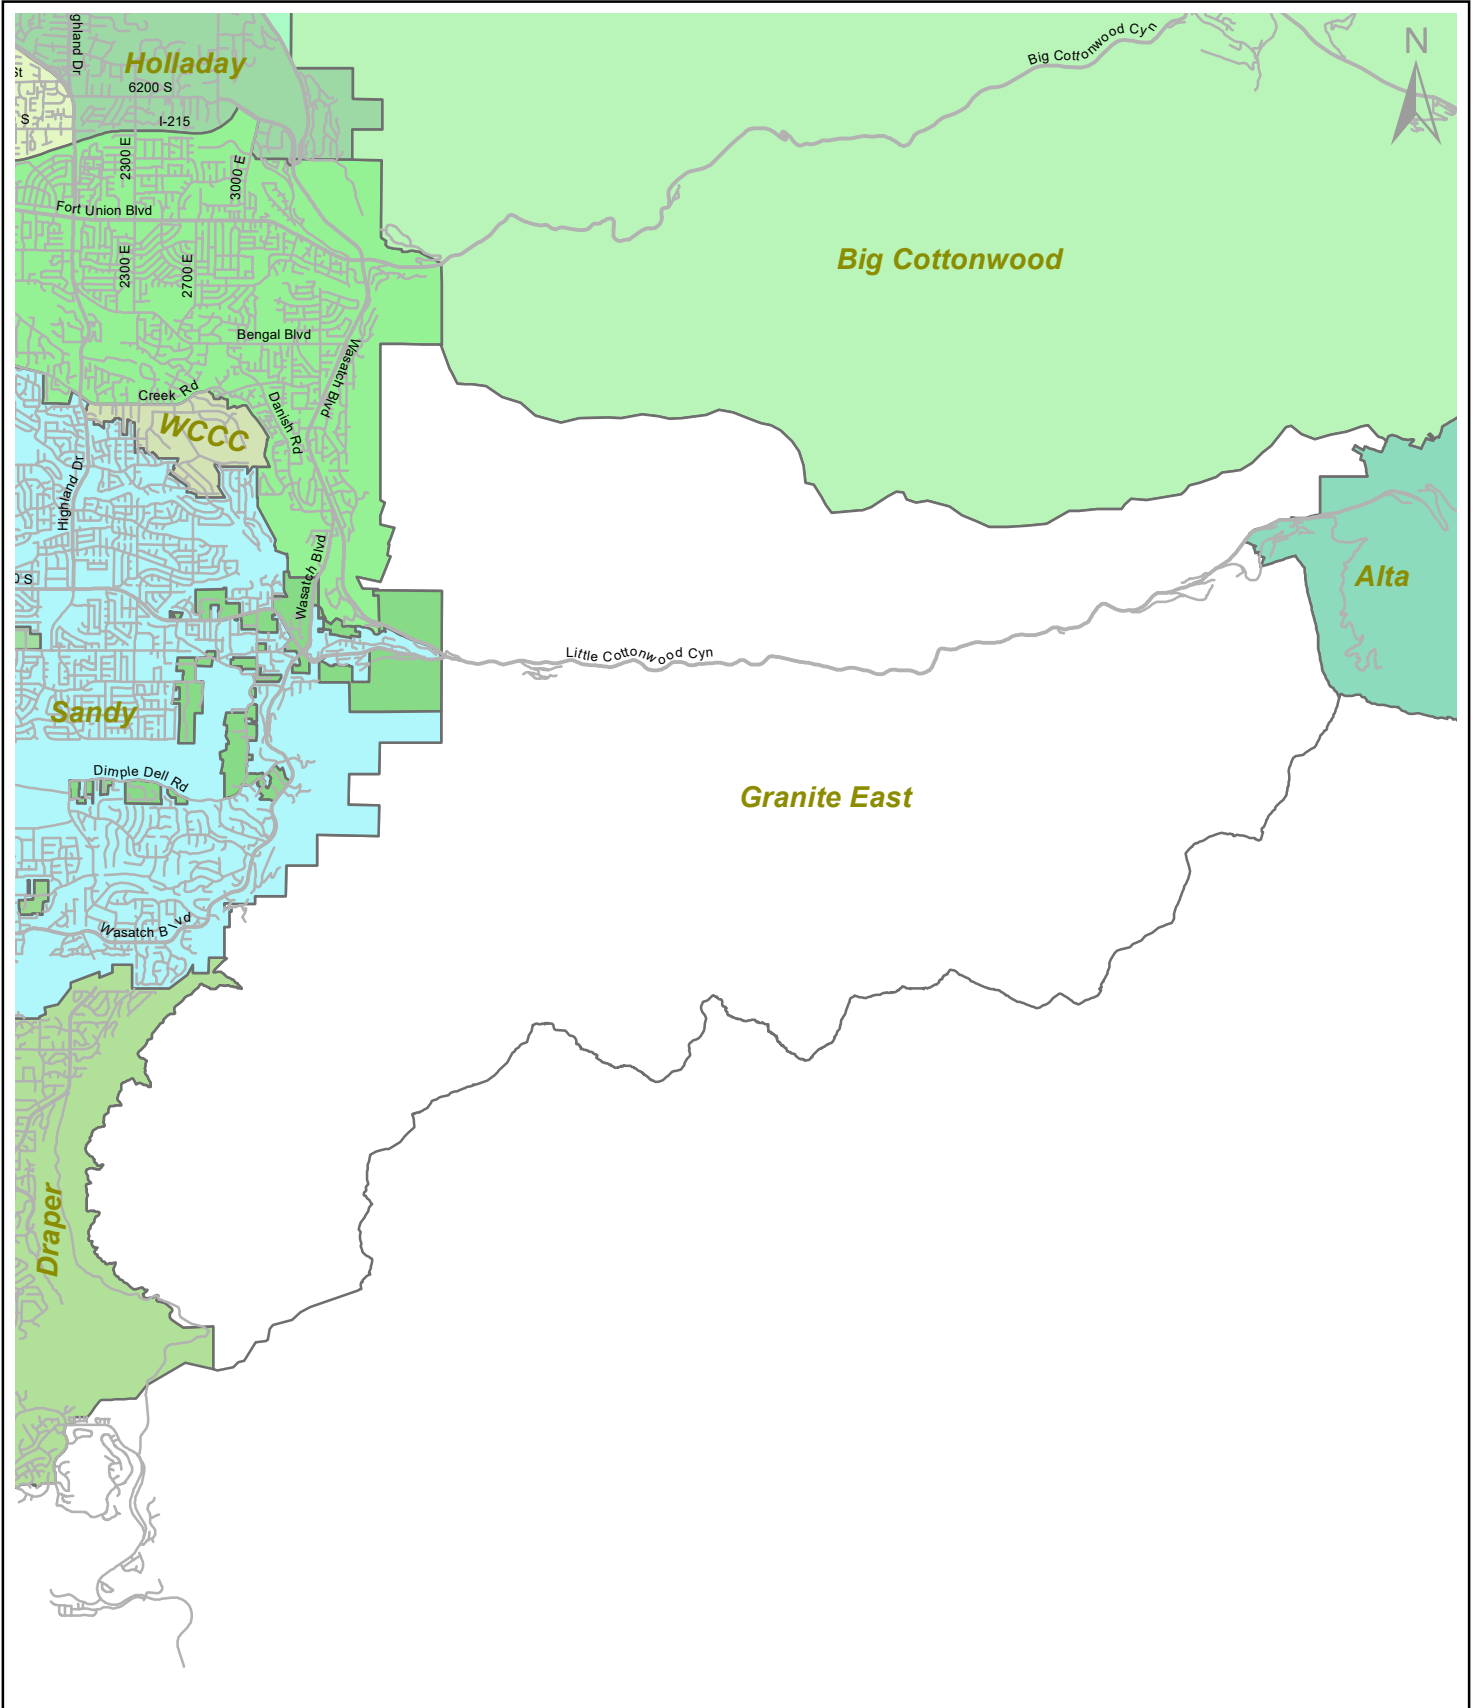 ghland Dr
Holladay
6200 S
I-215
St
S
N
Big Cottonwood Cyn
2300 E
3000 E
Fort Union Blvd
2300 E
2700 E
Big Cottonwood
Bengal Blvd
Wasatch Blvd
Creek Rd
Danish Rd
WCCC
Highland Dr
0 S
Wasatch Blvd
Alta
Little Cottonwood Cyn
Sandy
Dimple Dell Rd
Granite East
Wasatch Blvd
Draper